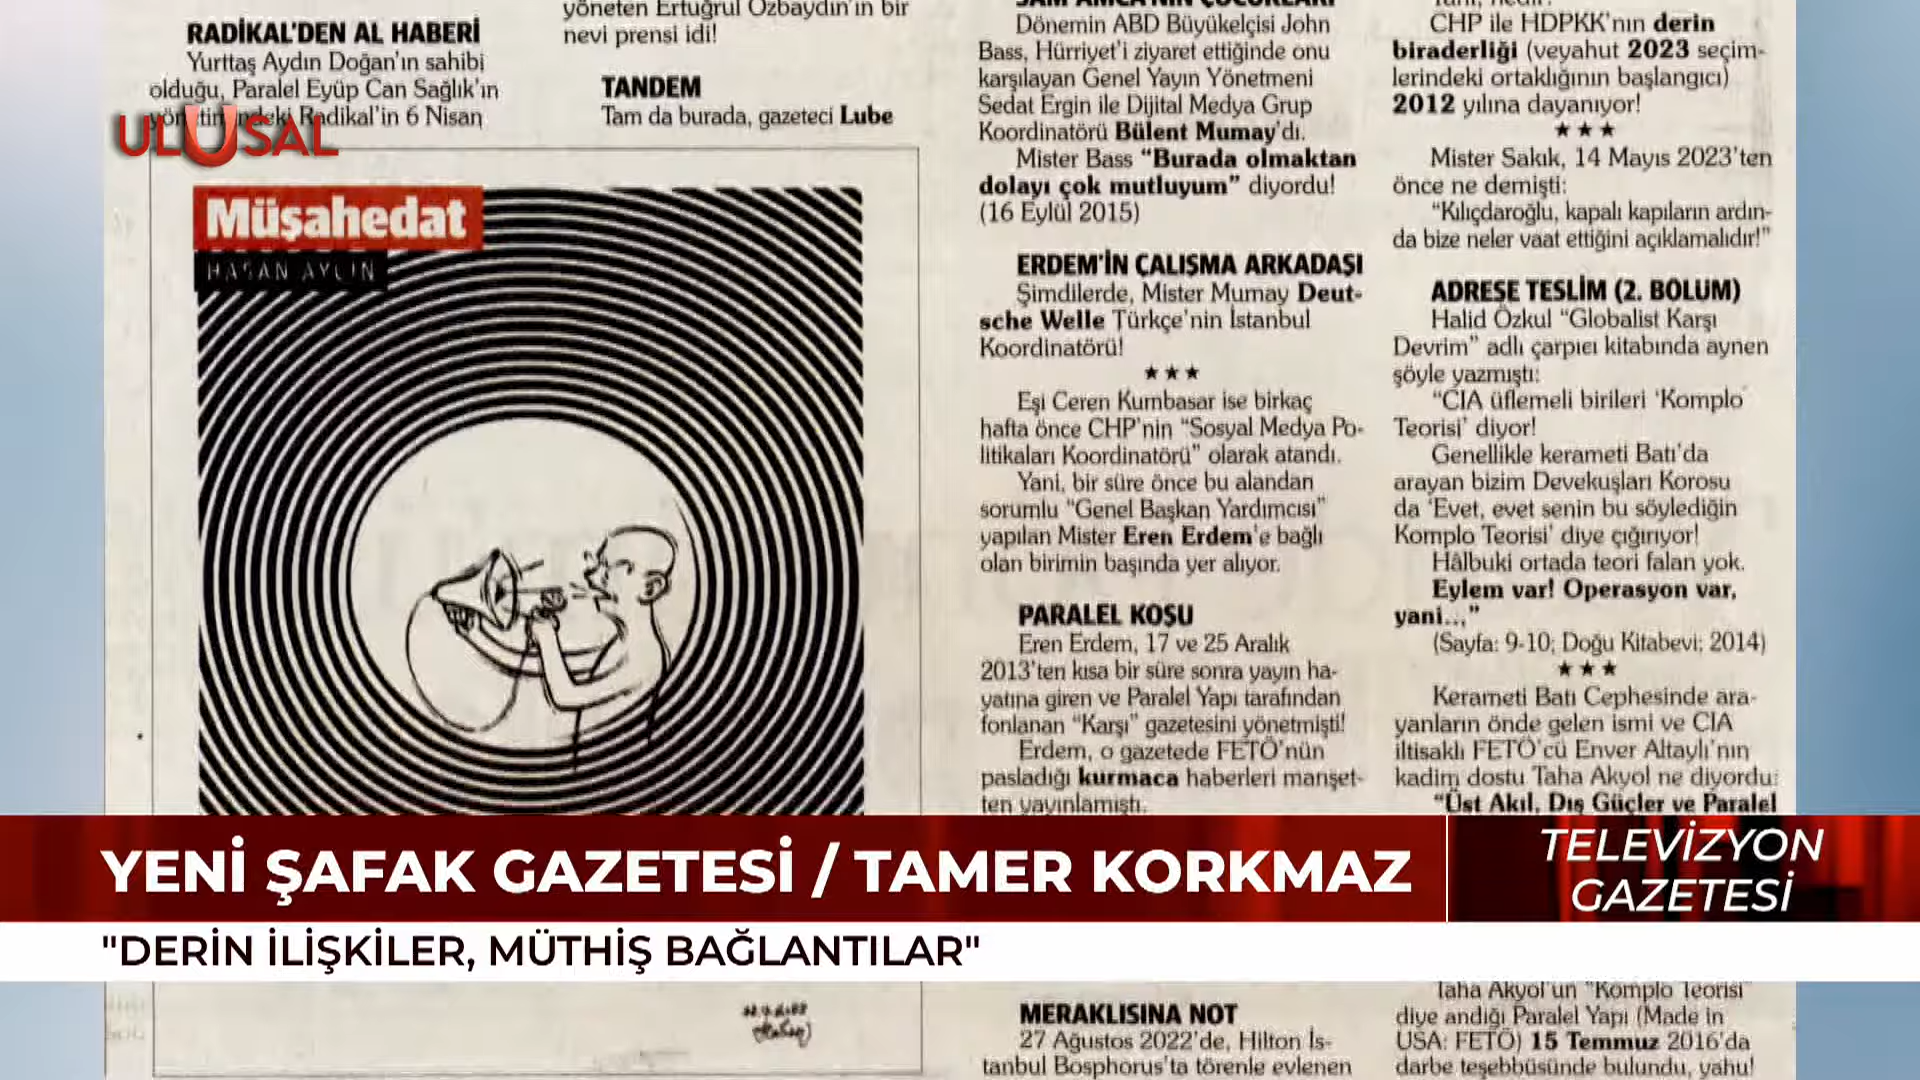 RADİKAL'DEN AL HABERİ
Yurttaş Aydın Doğan'ın sahibi
olduğu, Paralel Eyüp Can Sağlık'ın
Radikal'in 6 Nisan
ULUSAL
yöneten Ertuğrul Özbaydın'ın bir
nevi prensi idi!
TANDEM
Tam da burada, gazeteci Lube
Müşahedat
HASAN AYCIN
SAM AMCA'NIN ÇOCUKLARI
Dönemin ABD Büyükelçisi John
Bass, Hürriyet'i ziyaret ettiğinde onu
karşılayan Genel Yayın Yönetmeni
Sedat Ergin ile Dijital Medya Grup
Koordinatörü Bülent Mumay'dı.
Mister Bass “Burada olmaktan
dolayı çok mutluyum” diyordu!
(16 Eylül 2015)
ERDEM'İN ÇALIŞMA ARKADAŞI
Şimdilerde, Mister Mumay Deut-
sche Welle Türkçe'nin İstanbul
Koordinatörü!
★★★
Eşi Ceren Kumbasar ise birkaç
hafta önce CHP'nin “Sosyal Medya Po-
litikaları Koordinatörü” olarak atandı.
Yani, bir süre önce bu alandan
sorumlu “Genel Başkan Yardımcısı”
yapılan Mister Eren Erdem'e bağlı
olan birimin başında yer alıyor.
PARALEL KOŞU
Eren Erdem, 17 ve 25 Aralık
2013'ten kısa bir süre sonra yayın ha-
yatına giren ve Paralel Yapı tarafından
fonlanan “Karşı” gazetesini yönetmişti!
Erdem, o gazetede FETÖ'nün
pasladığı kurmaca haberleri manşet-
ten yayınlamıştı.
MERAKLISINA NOT
27 Ağustos 2022'de, Hilton İs-
tanbul Bosphorus'ta törenle evlenen
Yani, nedir?
CHP ile HDPKK'nın derin
biraderliği (veyahut 2023 seçim-
lerindeki ortaklığının başlangıcı)
2012 yılına dayanıyor!
★★★
Mister Sakık, 14 Mayıs 2023'ten
önce ne demişti:
“Kılıçdaroğlu, kapalı kapıların ardın-
da bize neler vaat ettiğini açıklamalıdır!”
ADRESE TESLİM (2. BÖLÜM)
Halid Özkul “Globalist Karşı
Devrim” adlı çarpıcı kitabında aynen
şöyle yazmıştı:
“CIA üflemeli birileri ‘Komplo
Teorisi’ diyor!
Genellikle kerameti Batı'da
arayan bizim Devekuşları Korosu
da ‘Evet, evet senin bu söylediğin
Komplo Teorisi’ diye çığırıyor!
Hâlbuki ortada teori falan yok.
Eylem var! Operasyon var,
yani...”
(Sayfa: 9-10; Doğu Kitabevi; 2014)
★★★
Kerameti Batı Cephesinde ara-
yanların önde gelen ismi ve CIA
iltisaklı FETÖ'cü Enver Altaylı'nın
kadim dostu Taha Akyol ne diyordu:
“Üst Akıl, Dış Güçler ve Paralel
Taha Akyol'un “Komplo Teorisi”
diye andığı Paralel Yapı (Made in
USA: FETÖ) 15 Temmuz 2016'da
darbe teşebbüsünde bulundu, yahu!
YENİ ŞAFAK GAZETESİ / TAMER KORKMAZ
TELEVİZYON
GAZETESİ
"DERİN İLİŞKİLER, MÜTHİŞ BAĞLANTILAR"